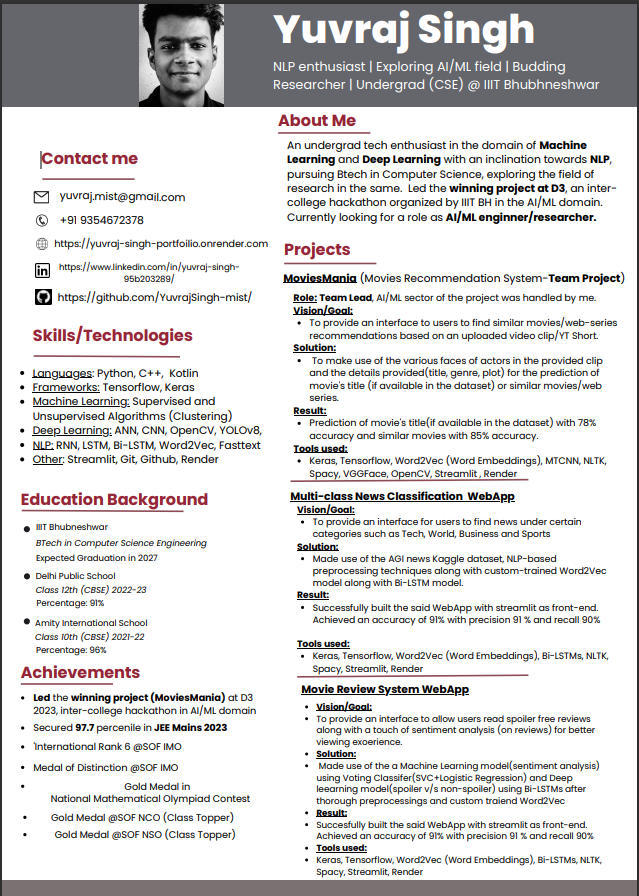 Yuvraj Singh
NLP enthusiast | Exploring AI/ML field | Budding
Researcher | Undergrad (CSE) @ IIIT Bhubhneshwar
Contact me
yuvraj.mist@gmail.com
+91 9354672378
https://yuvraj-singh-portfoilio.onrender.com
https://www.linkedin.com/in/yuvraj-singh-
95b203289/
https://github.com/YuvrajSingh-mist/
Skills/Technologies
• Languages: Python, C++, Kotlin
• Frameworks: Tensorflow, Keras
• Machine Learning: Supervised and
Unsupervised Algorithms (Clustering)
• Deep Learning: ANN, CNN, OpenCV, YOLOv8,
• NLP: RNN, LSTM, Bi-LSTM, Word2Vec, Fasttext
• Other: Streamlit, Git, Github, Render
Education Background
• IIIT Bhubneshwar
BTech in Computer Science Engineering
Expected Graduation in 2027
• Delhi Public School
Class 12th (CBSE) 2022-23
Percentage: 91%
• Amity International School
Class 10th (CBSE) 2021-22
Percentage: 96%
Achievements
• Led the winning project (MoviesMania) at D3
2023, inter-college hackathon in AI/ML domain
• Secured 97.7 percenile in JEE Mains 2023
• 'International Rank 6 @SOF IMO
• Medal of Distinction @SOF IMO
• Gold Medal in
National Mathematical Olympiad Contest
• Gold Medal @SOF NCO (Class Topper)
• Gold Medal @SOF NSO (Class Topper)
About Me
An undergrad tech enthusiast in the domain of Machine
Learning and Deep Learning with an inclination towards NLP,
pursuing Btech in Computer Science, exploring the field of
research in the same. Led the winning project at D3, an inter-
college hackathon organized by IIIT BH in the AI/ML domain.
Currently looking for a role as AI/ML enginner/researcher.
Projects
MoviesMania (Movies Recommendation System-Team Project)
Role: Team Lead, AI/ML sector of the project was handled by me.
Vision/Goal:
• To provide an interface to users to find similar movies/web-series
recommendations based on an uploaded video clip/YT Short.
Solution:
• To make use of the various faces of actors in the provided clip
and the details provided(title, genre, plot) for the prediction of
movie's title (if available in the dataset) or similar movies/web
series.
Result:
• Prediction of movie's title(if available in the dataset) with 78%
accuracy and similar movies with 85% accuracy.
Tools used:
• Keras, Tensorflow, Word2Vec (Word Embeddings), MTCNN, NLTK,
Spacy, VGGFace, OpenCV, Streamlit , Render
Multi-class News Classification WebApp
Vision/Goal:
• To provide an interface for users to find news under certain
categories such as Tech, World, Business and Sports
Solution:
• Made use of the AGI news Kaggle dataset, NLP-based
preprocessing techniques along with custom-trained Word2Vec
model along with Bi-LSTM model.
Result:
• Successfully built the said WebApp with streamlit as front-end.
Achieved an accuracy of 91% with precision 91 % and recall 90%
Tools used:
• Keras, Tensorflow, Word2Vec (Word Embeddings), Bi-LSTMs, NLTK,
Spacy, Streamlit, Render
Movie Review System WebApp
• Vision/Goal:
• To provide an interface to allow users read spoiler free reviews
along with a touch of sentiment analysis (on reviews) for better
viewing exoerience.
• Solution:
• Made use of the a Machine Learning model(sentiment analysis)
using Voting Classifer(SVC+Logistic Regression) and Deep
leearning model(spoiler v/s non-spoiler) using Bi-LSTMs after
thorough preprocessings and custom traiend Word2Vec
• Result:
• Succesfully built the said WebApp with streamlit as front-end.
Achieved an accuracy of 91% with precision 91 % and recall 90%
• Tools used:
• Keras, Tensorflow, Word2Vec (Word Embeddings), Bi-LSTMs, NLTK,
Spacy, Streamlit, Render